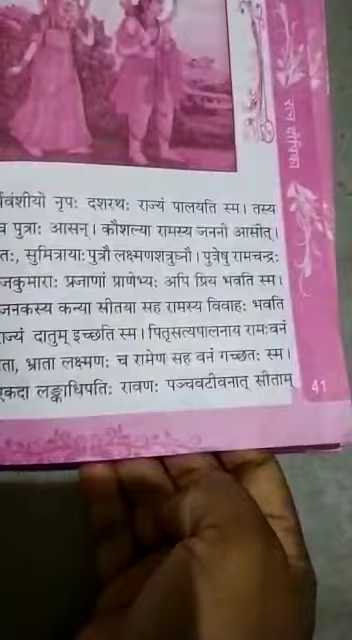 नृपः दशरथः राज्यं पालयति स्म। तस्य
पुत्राः आसन्। कौशल्या रामस्य जननी आसीत्।
सुमित्रायाः पुत्रौ लक्ष्मणशत्रुघ्नौ। पुत्रेषु रामचन्द्रः
प्रजाणां प्राणेभ्यः अपि प्रिय भवति स्म।
जनकस्य कन्या सीतया सह रामस्य विवाहः भवति
दातुम् इच्छति स्म। पितृसत्यपालनाय रामःवनं
भ्राता लक्ष्मणः च रामेण सह वनं गच्छतः स्म।
एकदा लङ्काधिपतिः रावणः पञ्चवटीवनात् सीताम्
41